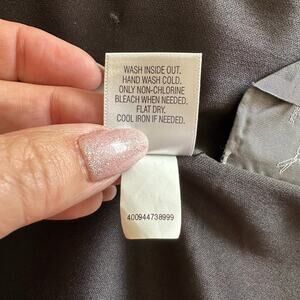 WASH INSIDE OUT.
HAND WASH COLD.
ONLY NON-CHLORINE
BLEACH WHEN NEEDED.
FLAT DRY.
COOL IRON IF NEEDED.
400944738999